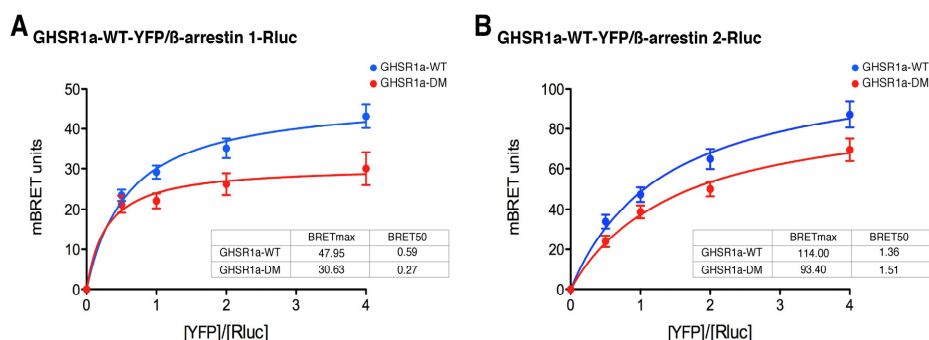 A GHSR1a-WT-YFP/ß-arrestin 1-Rluc
GHSR1a-WT
GHSR1a-DM
mBRET units
50
40
30
20
10
0
BRETmax BRET50
GHSR1a-WT 47.95 0.59
GHSR1a-DM 30.63 0.27
0 1 2 3 4
[YFP]/[Rluc]
B GHSR1a-WT-YFP/ß-arrestin 2-Rluc
GHSR1a-WT
GHSR1a-DM
mBRET units
100
80
60
40
20
0
BRETmax BRET50
GHSR1a-WT 114.00 1.36
GHSR1a-DM 93.40 1.51
0 1 2 3 4
[YFP]/[Rluc]